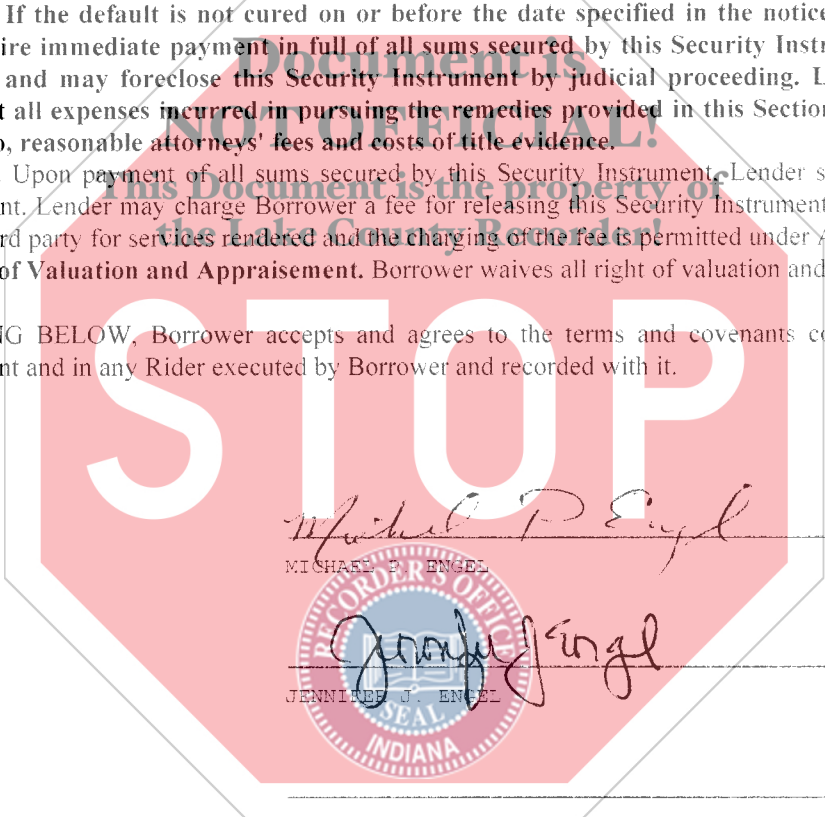 If the default is not cured on or before the date specified in the notice
ire immediate payment in full of all sums secured by this Security Instr
and may foreclose this Security Instrument by judicial proceeding. L
t all expenses incurred in pursuing the remedies provided in this Section
o, reasonable attorneys' fees and costs of title evidence.
Upon payment of all sums secured by this Security Instrument, Lender s
nt. Lender may charge Borrower a fee for releasing this Security Instrument
rd party for services rendered and the charging of the fee is permitted under A
of Valuation and Appraisement. Borrower waives all right of valuation and
NG BELOW, Borrower accepts and agrees to the terms and covenants co
nt and in any Rider executed by Borrower and recorded with it.
Document is
NOT OFFICIAL!
This Document is the property of
the Lake County Recorder!
STOP
Michael P Engel
MICHAEL P. ENGEL
Jennifer J Engel
JENNIFER J. ENGEL
RECORDER'S OFFICE
SEAL
INDIANA